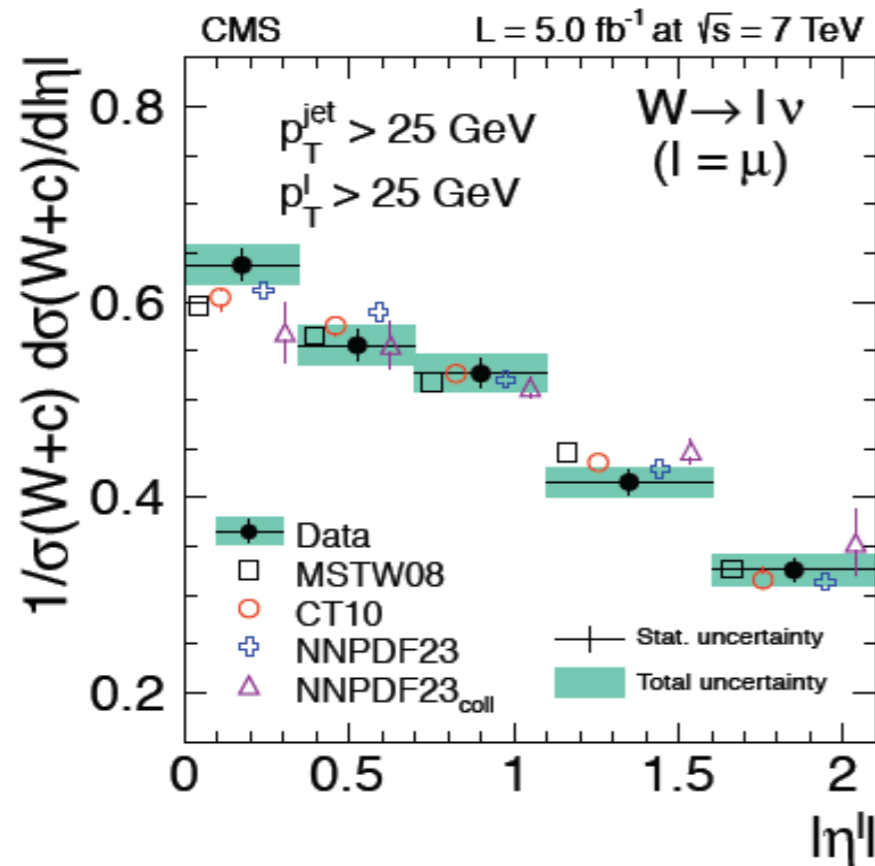 CMS L = 5.0 fb⁻¹ at √s = 7 TeV
1/σ(W+c) dσ(W+c)/d|η|
p_T^jet > 25 GeV
p_T^l > 25 GeV
W → l ν
(l = μ)
0.8
0.6
0.4
0.2
Data
MSTW08
CT10
NNPDF23
NNPDF23_coll
Stat. uncertainty
Total uncertainty
0 0.5 1 1.5 2
|η^l|